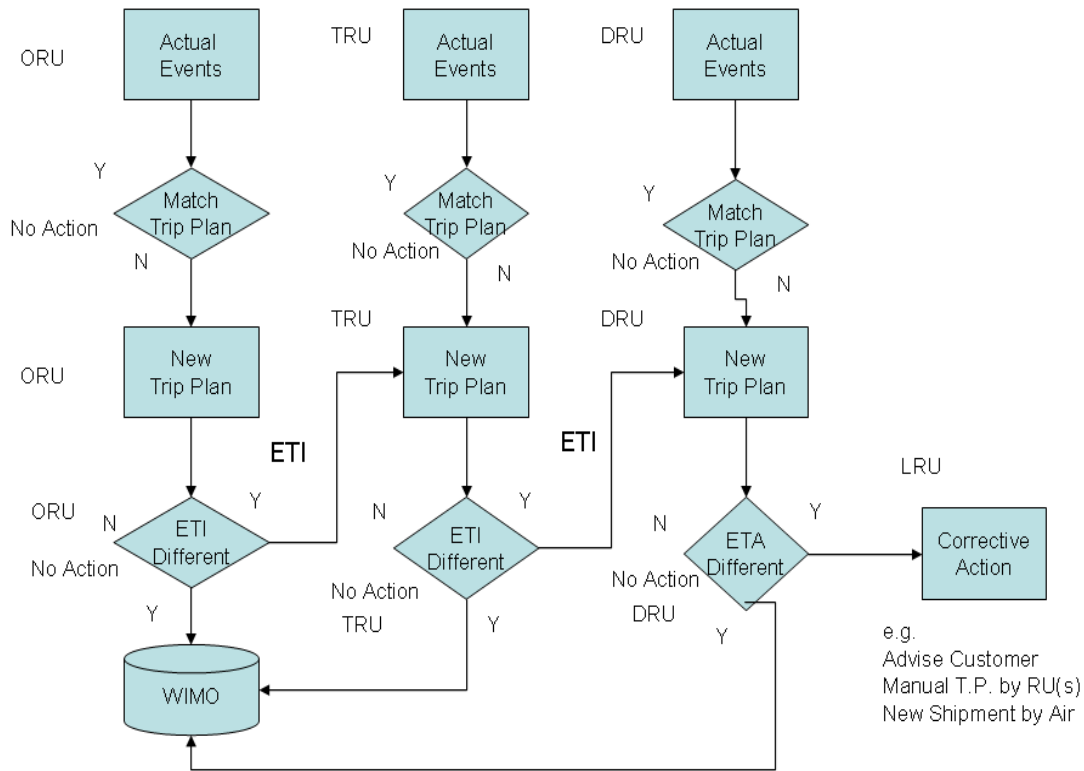 ORU
Actual
Events
TRU
Actual
Events
DRU
Actual
Events
Y
Match
Trip Plan
No Action
N
Y
Match
Trip Plan
No Action
N
Y
Match
Trip Plan
No Action
N
ORU
New
Trip Plan
TRU
New
Trip Plan
DRU
New
Trip Plan
ETI
ETI
ORU
N
ETI
Different
Y
No Action
Y
N
ETI
Different
Y
No Action
TRU
Y
N
ETA
Different
Y
No Action
DRU
Y
LRU
Corrective
Action
e.g.
Advise Customer
Manual T.P. by RU(s)
New Shipment by Air
WIMO